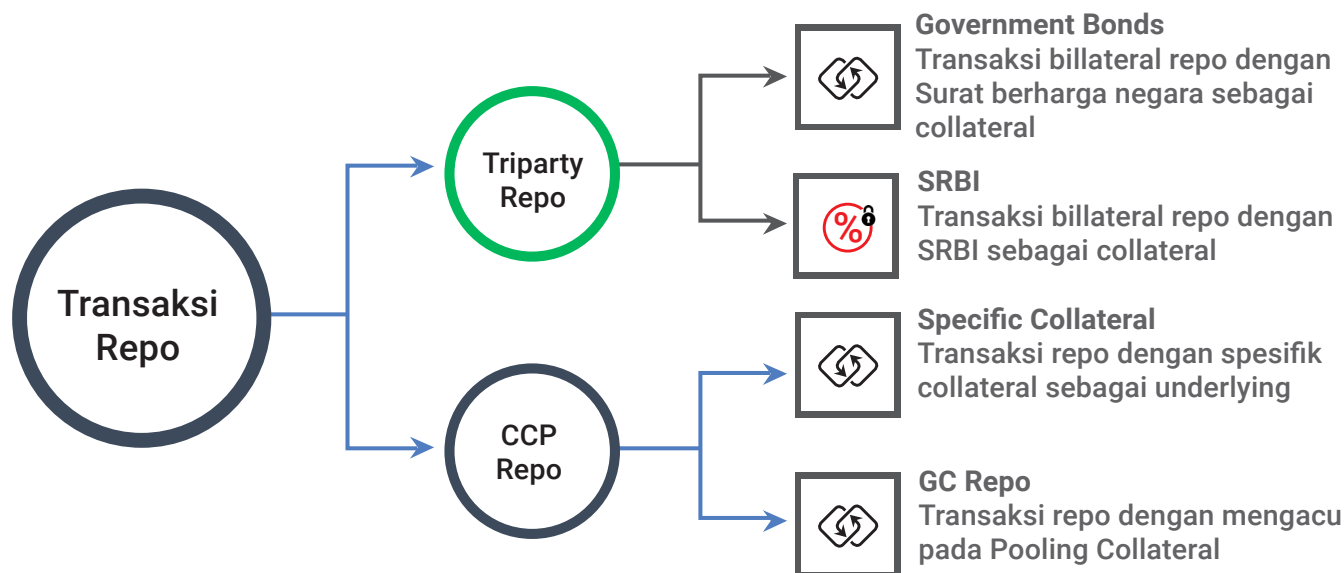 Transaksi
Repo
Triparty
Repo
CCP
Repo
Government Bonds
Transaksi billateral repo dengan
Surat berharga negara sebagai
collateral
%
SRBI
Transaksi billateral repo dengan
SRBI sebagai collateral
Specific Collateral
Transaksi repo dengan spesifik
collateral sebagai underlying
GC Repo
Transaksi repo dengan mengacu
pada Pooling Collateral